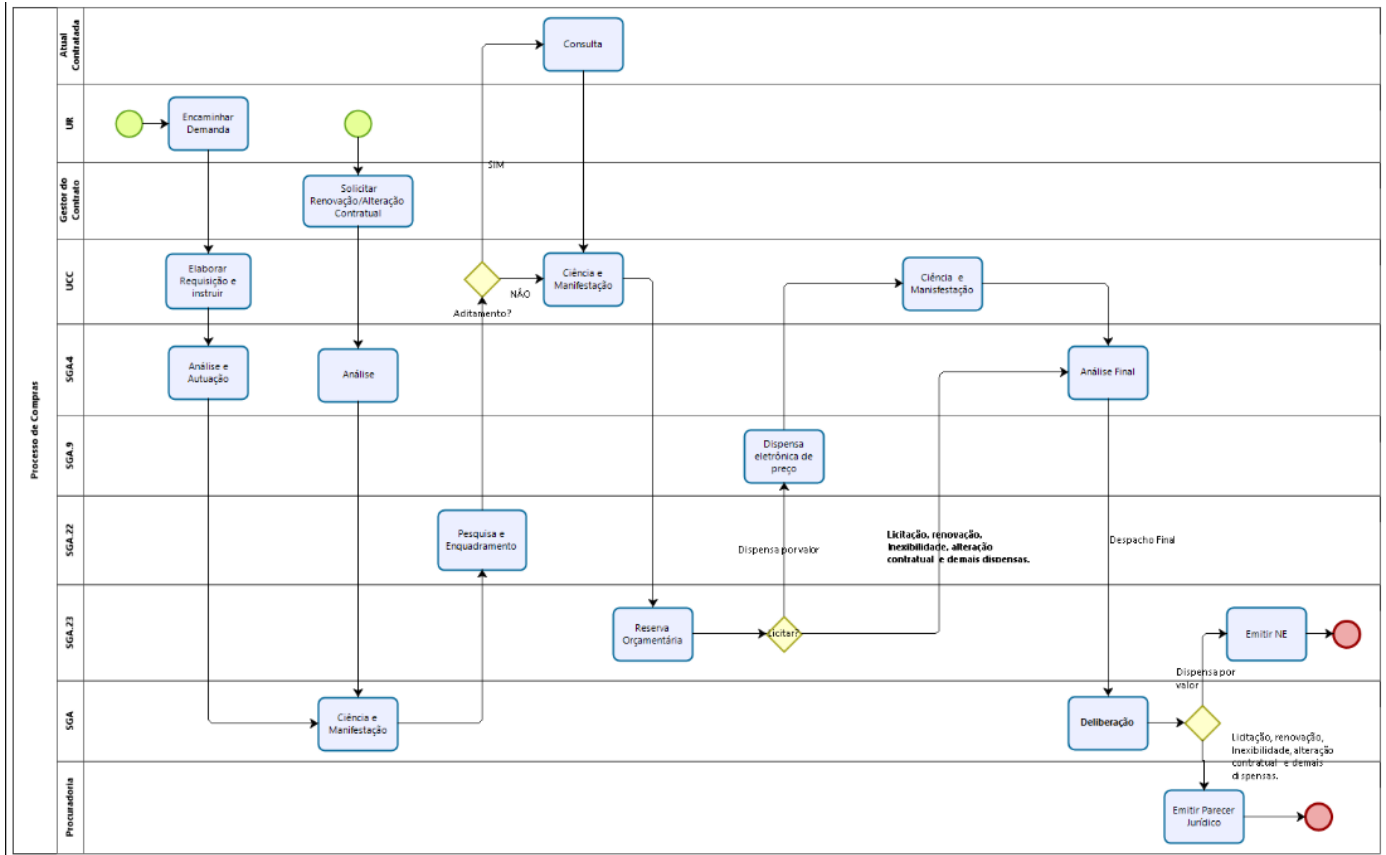 Processo de Compras
Atual
Contratada
Consulta
UR
Encaminhar
Demanda
SIM
Gestor do
Contrato
Solicitar
Renovação/Alteração
Contratual
UCC
Elaborar
Requisição e
instruir
Aditamento?
NÃO
Ciência e
Manifestação
Ciência e
Manisfestação
SGA.4
Análise e
Autuação
Análise
Análise Final
SGA.9
Dispensa
eletrônica de
preço
SGA.22
Pesquisa e
Enquadramento
Dispensa por valor
Licitação, renovação,
Inexibilidade, alteração
contratual e demais dispensas.
Despacho Final
SGA.23
Reserva
Orçamentária
Licitar?
Emitir NE
Dispensa por
valor
SGA
Ciência e
Manifestação
Deliberação
Licitação, renovação,
Inexibilidade, alteração
contratual e demais
dispensas.
Procuradoria
Emitir Parecer
Jurídico